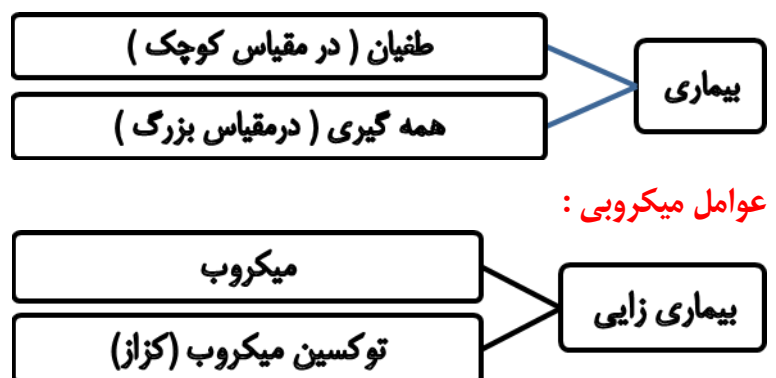 بیماری
طغیان ( در مقیاس کوچک )
همه گیری ( درمقیاس بزرگ )
عوامل میکروبی :
بیماری زایی
میکروب
توکسین میکروب (کزاز)